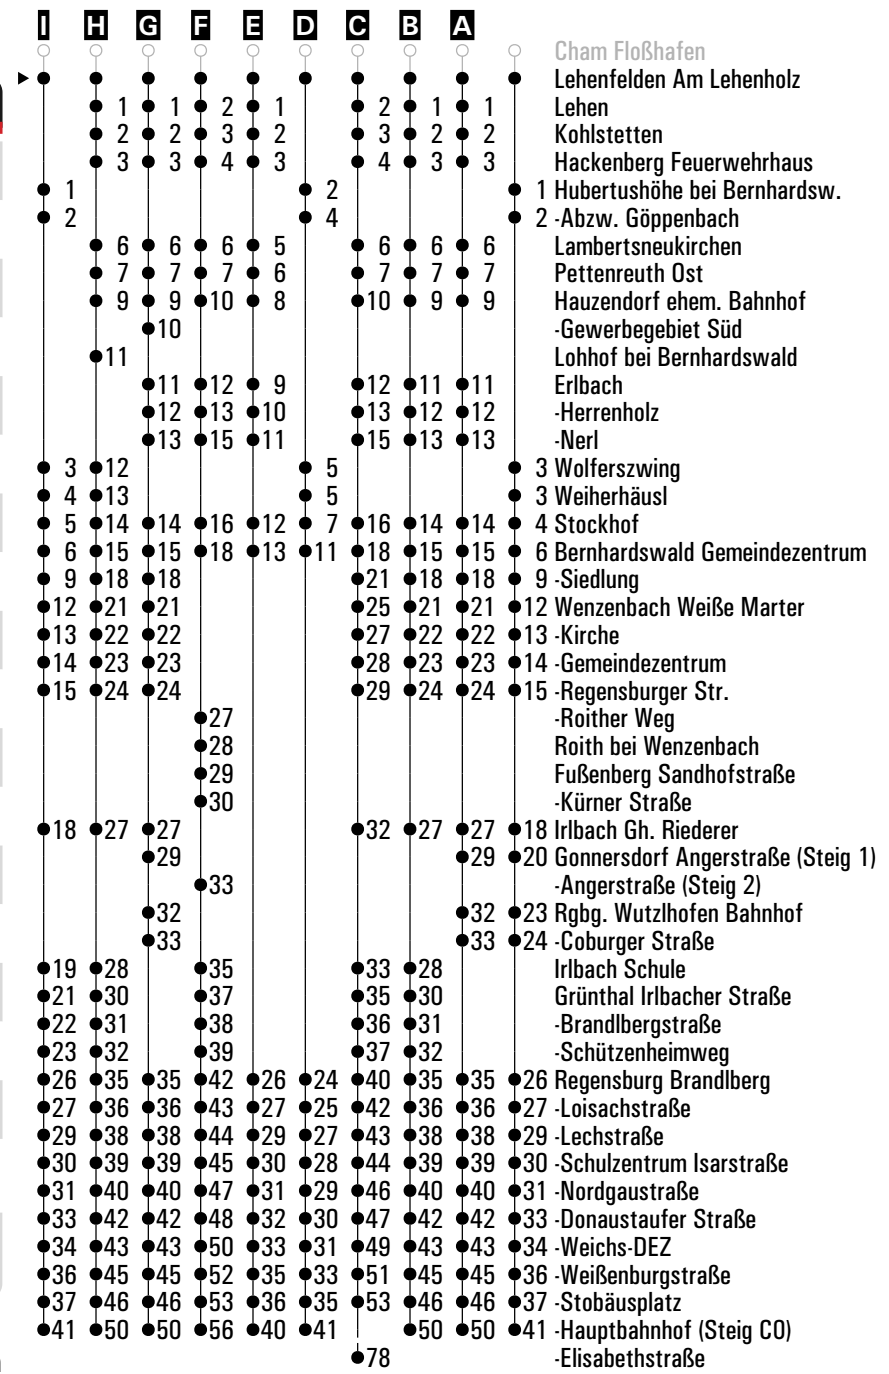 I H G F E D C B A
Cham Floßhafen
Lehenfelden Am Lehenholz
1 1 2 1 2 1 1 Lehen
2 2 3 2 3 2 2 Kohlstetten
3 3 4 3 4 3 3 Hackenberg Feuerwehrhaus
1 2 1 Hubertushöhe bei Bernhardsw.
2 4 2 -Abzw. Göppenbach
6 6 6 5 6 6 6 Lambertsneukirchen
7 7 7 6 7 7 7 Pettenreuth Ost
9 9 10 8 10 9 9 Hauzendorf ehem. Bahnhof
10 -Gewerbegebiet Süd
11 Lohhof bei Bernhardswald
11 12 9 12 11 11 Erlbach
12 13 10 13 12 12 -Herrenholz
13 15 11 15 13 13 -Nerl
3 12 5 3 Wolferszwing
4 13 5 3 Weiherhäusl
5 14 14 16 12 7 16 14 14 4 Stockhof
6 15 15 18 13 11 18 15 15 6 Bernhardswald Gemeindezentrum
9 18 18 21 18 18 9 -Siedlung
12 21 21 25 21 21 12 Wenzenbach Weiße Marter
13 22 22 27 22 22 13 -Kirche
14 23 23 28 23 23 14 -Gemeindezentrum
15 24 24 29 24 24 15 -Regensburger Str.
27 -Roither Weg
28 Roith bei Wenzenbach
29 Fußenberg Sandhofstraße
30 -Kürner Straße
18 27 27 32 27 27 18 Irlbach Gh. Riederer
29 29 20 Gonnersdorf Angerstraße (Steig 1)
33 -Angerstraße (Steig 2)
32 32 23 Rgbg. Wutzlhofen Bahnhof
33 33 24 -Coburger Straße
19 28 35 33 28 Irlbach Schule
21 30 37 35 30 Grünthal Irlbacher Straße
22 31 38 36 31 -Brandlbergstraße
23 32 39 37 32 -Schützenheimweg
26 35 35 42 26 24 40 35 35 26 Regensburg Brandlberg
27 36 36 43 27 25 42 36 36 27 -Loisachstraße
29 38 38 44 29 27 43 38 38 29 -Lechstraße
30 39 39 45 30 28 44 39 39 30 -Schulzentrum Isarstraße
31 40 40 47 31 29 46 40 40 31 -Nordgaustraße
33 42 42 48 32 30 47 42 42 33 -Donaustaufer Straße
34 43 43 50 33 31 49 43 43 34 -Weichs-DEZ
36 45 45 52 35 33 51 45 45 36 -Weißenburgstraße
37 46 46 53 36 35 53 46 46 37 -Stobäusplatz
41 50 50 56 40 41 50 50 41 -Hauptbahnhof (Steig C0)
78 -Elisabethstraße